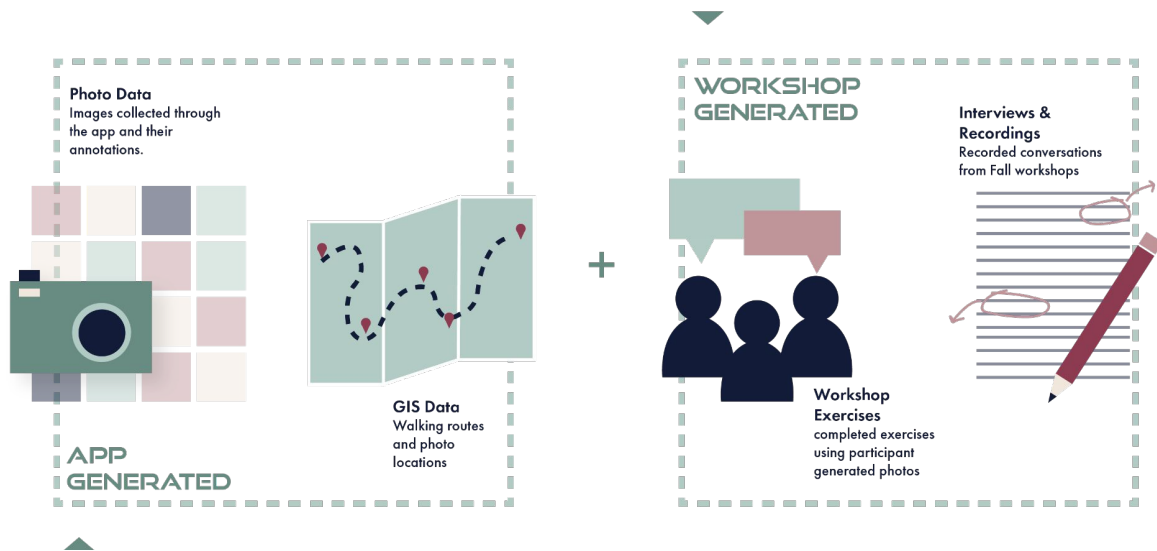 Photo Data
Images collected through
the app and their
annotations.
GIS Data
Walking routes
and photo
locations
APP
GENERATED
+
WORKSHOP
GENERATED
Interviews &
Recordings
Recorded conversations
from Fall workshops
Workshop
Exercises
completed exercises
using participant
generated photos